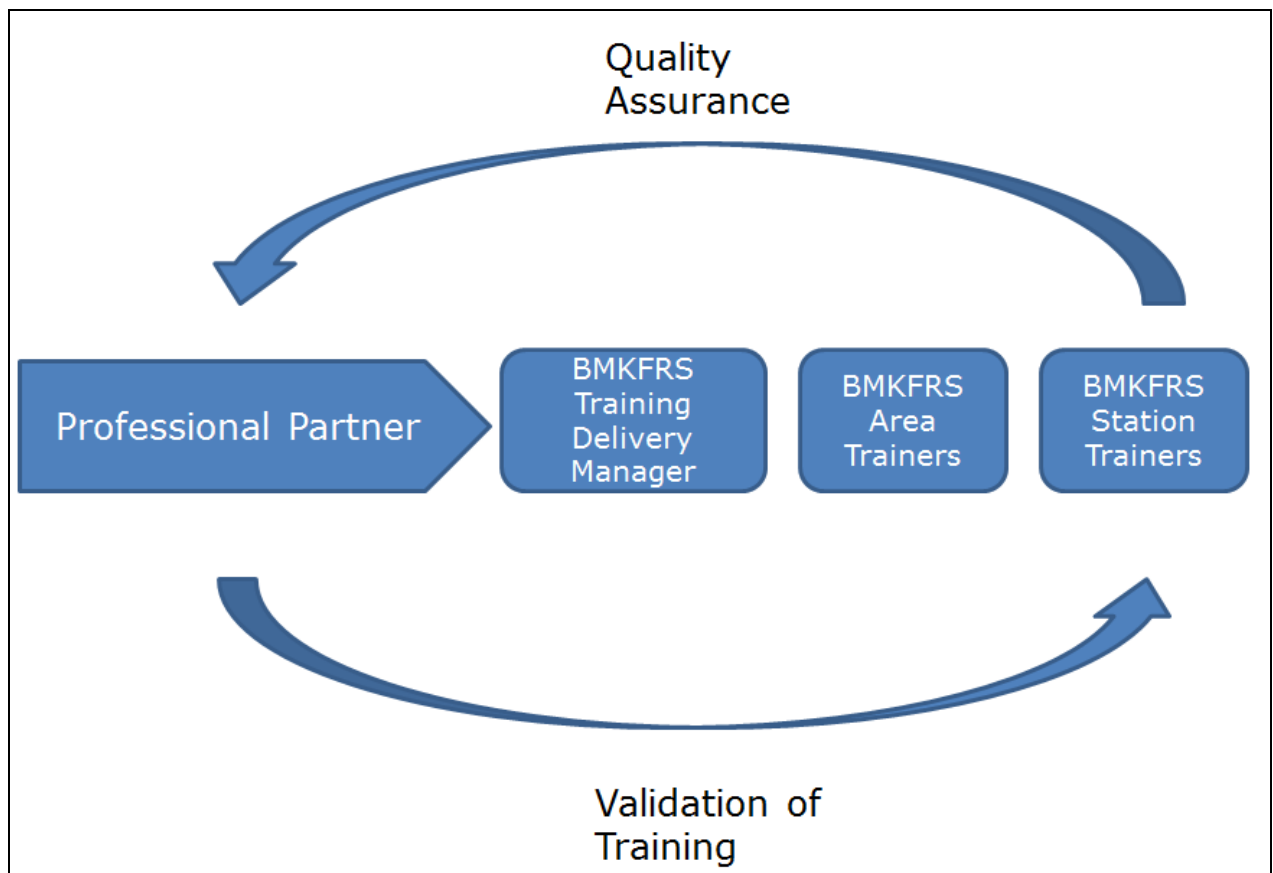 Quality
Assurance
Professional Partner
BMKFRS
Training
Delivery
Manager
BMKFRS
Area
Trainers
BMKFRS
Station
Trainers
Validation of
Training